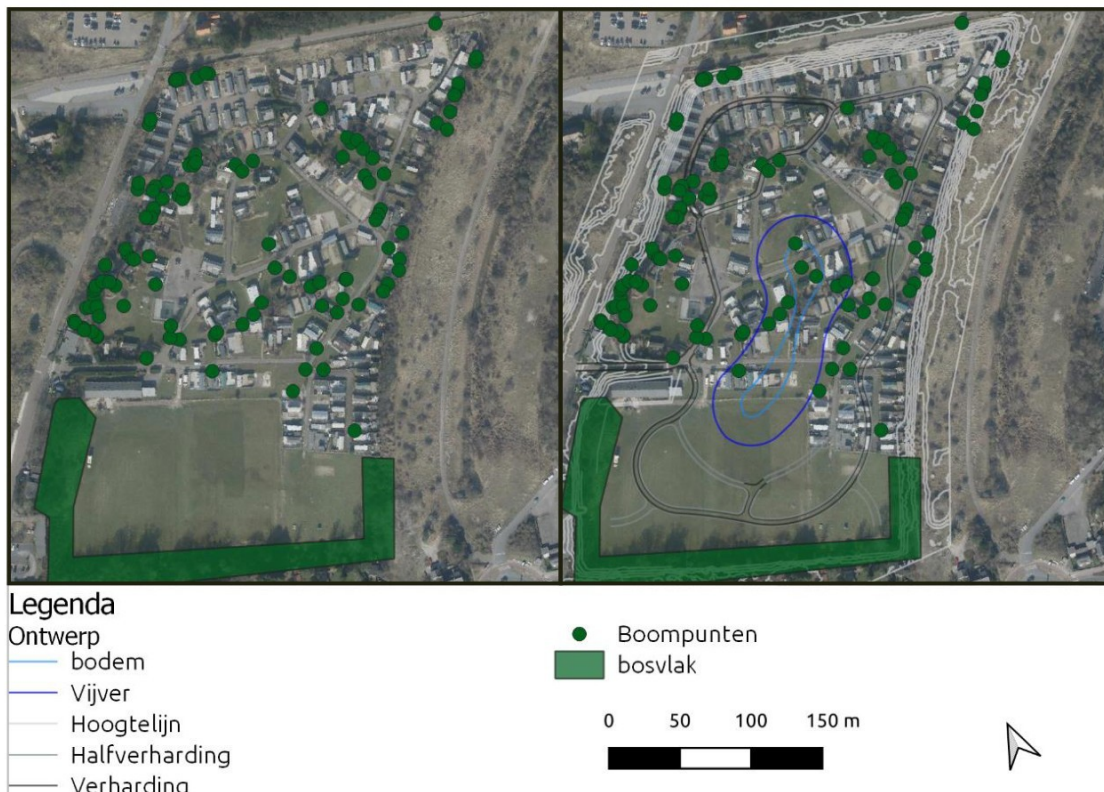 Legenda
Ontwerp
bodem
Vijver
Hoogtelijn
Halfverharding
Verharding
Boompunten
bosvlak
0 50 100 150 m